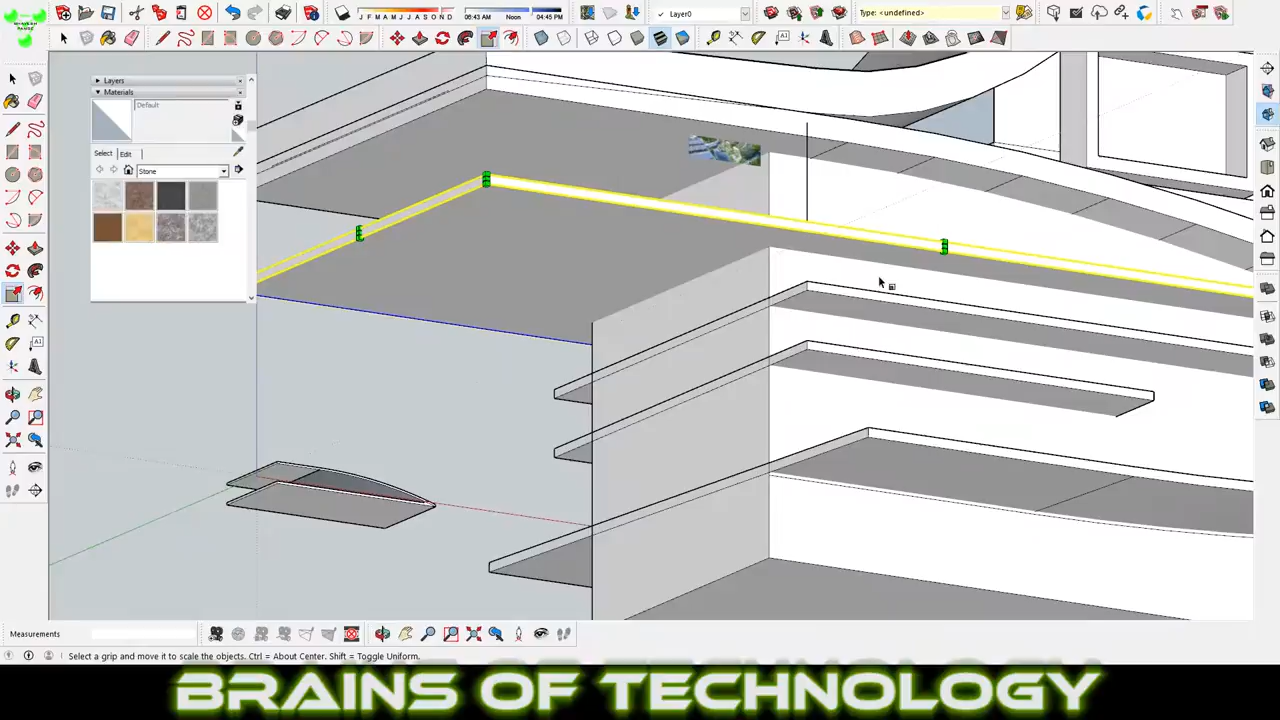 J F M A M J J A S O N D
06:43 AM Noon 04:45 PM
Layer0
Type: <undefined>
Layers
Materials
Default
Select Edit
Stone
A1
Measurements
Select a grip and move it to scale the objects. Ctrl = About Center. Shift = Toggle Uniform.
BRAINS OF TECHNOLOGY